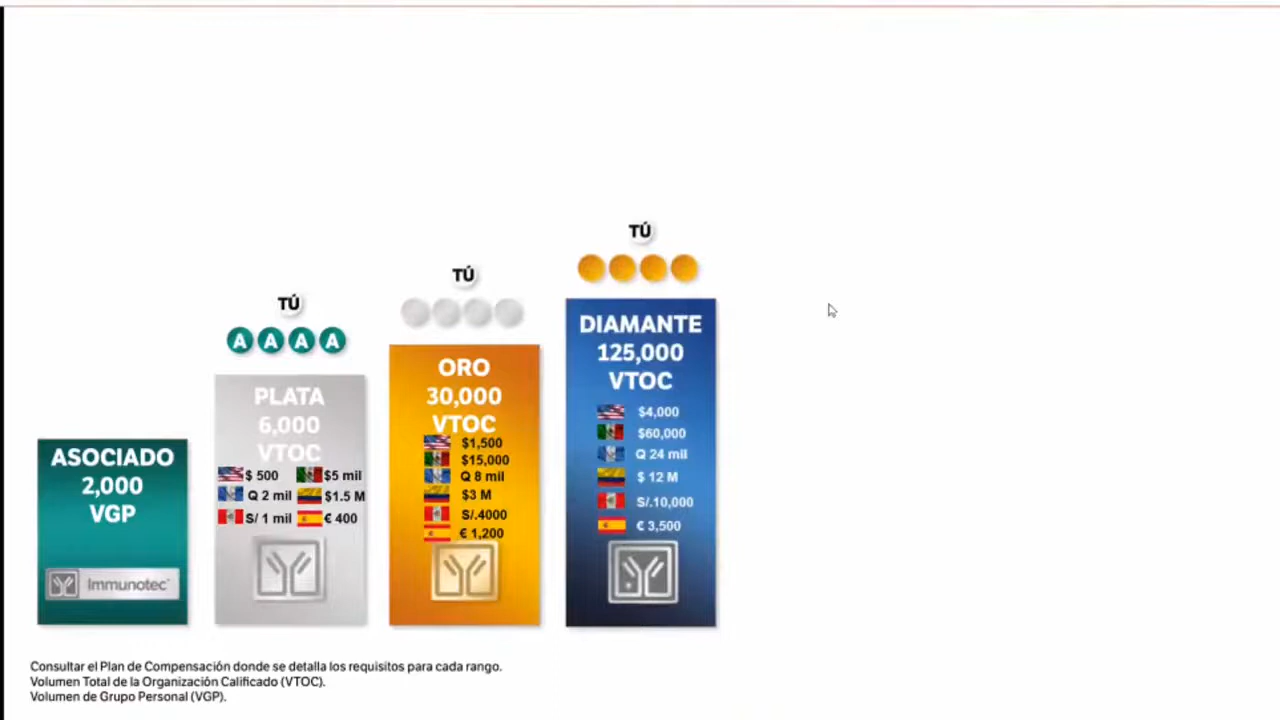 TÚ
TÚ
TÚ
A A A A
ASOCIADO
2,000
VGP
Immunotec
PLATA
6,000
VTOC
$ 500 $5 mil
Q 2 mil $1.5 M
S/ 1 mil € 400
ORO
30,000
VTOC
$1,500
$15,000
Q 8 mil
$3 M
S/.4000
€ 1,200
DIAMANTE
125,000
VTOC
$4,000
$60,000
Q 24 mil
$ 12 M
S/.10,000
€ 3,500
Consultar el Plan de Compensación donde se detalla los requisitos para cada rango.
Volumen Total de la Organización Calificado (VTOC).
Volumen de Grupo Personal (VGP).